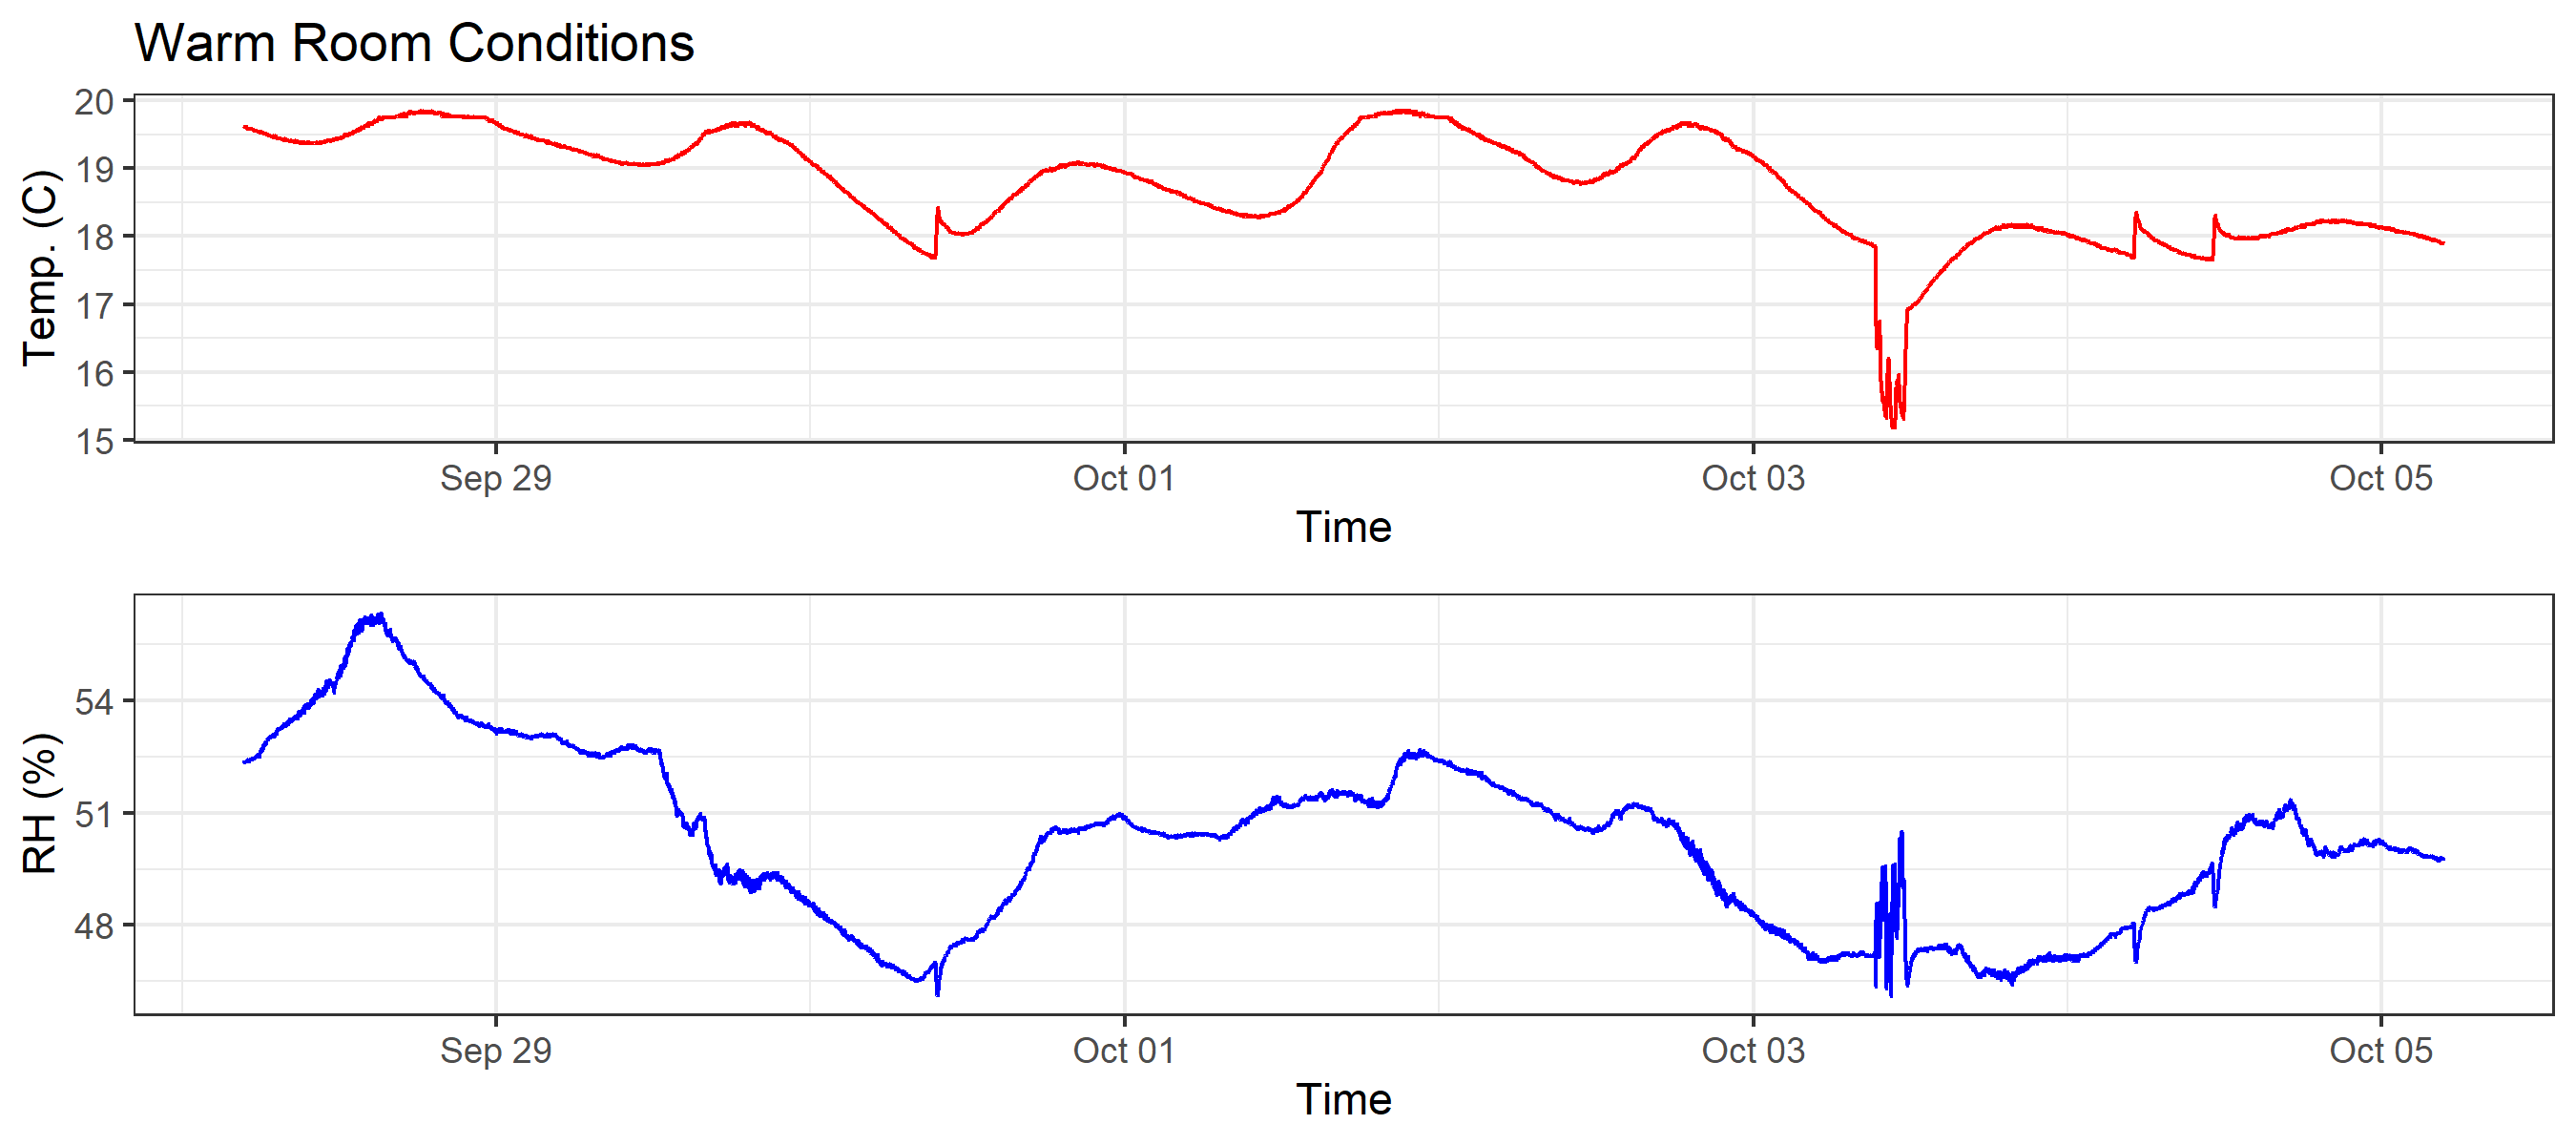 Warm Room Conditions
20
19
18
17
16
15
Temp. (C)
Sep 29 Oct 01 Oct 03 Oct 05
Time
54
51
48
RH (%)
Sep 29 Oct 01 Oct 03 Oct 05
Time